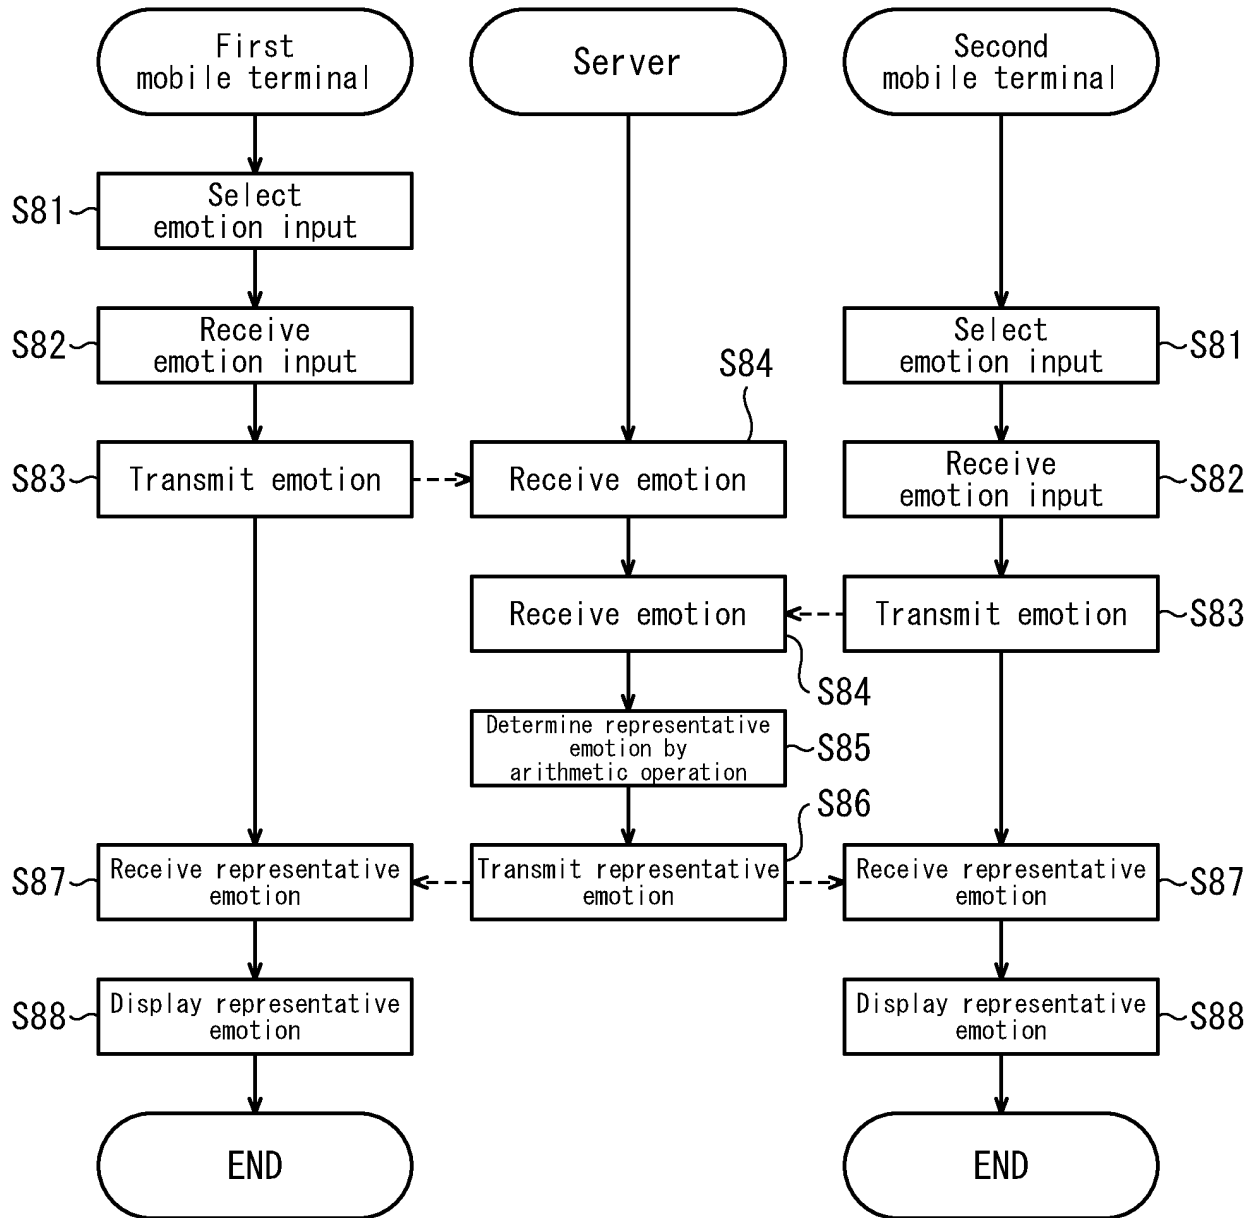 First
mobile terminal
Server
Second
mobile terminal
S81
Select
emotion input
S82
Receive
emotion input
Select
emotion input
S81
S84
S83
Transmit emotion
Receive emotion
Receive
emotion input
S82
Receive emotion
Transmit emotion
S83
S84
Determine representative
emotion by
arithmetic operation
S85
S86
S87
Receive representative
emotion
Transmit representative
emotion
Receive representative
emotion
S87
S88
Display representative
emotion
Display representative
emotion
S88
END
END